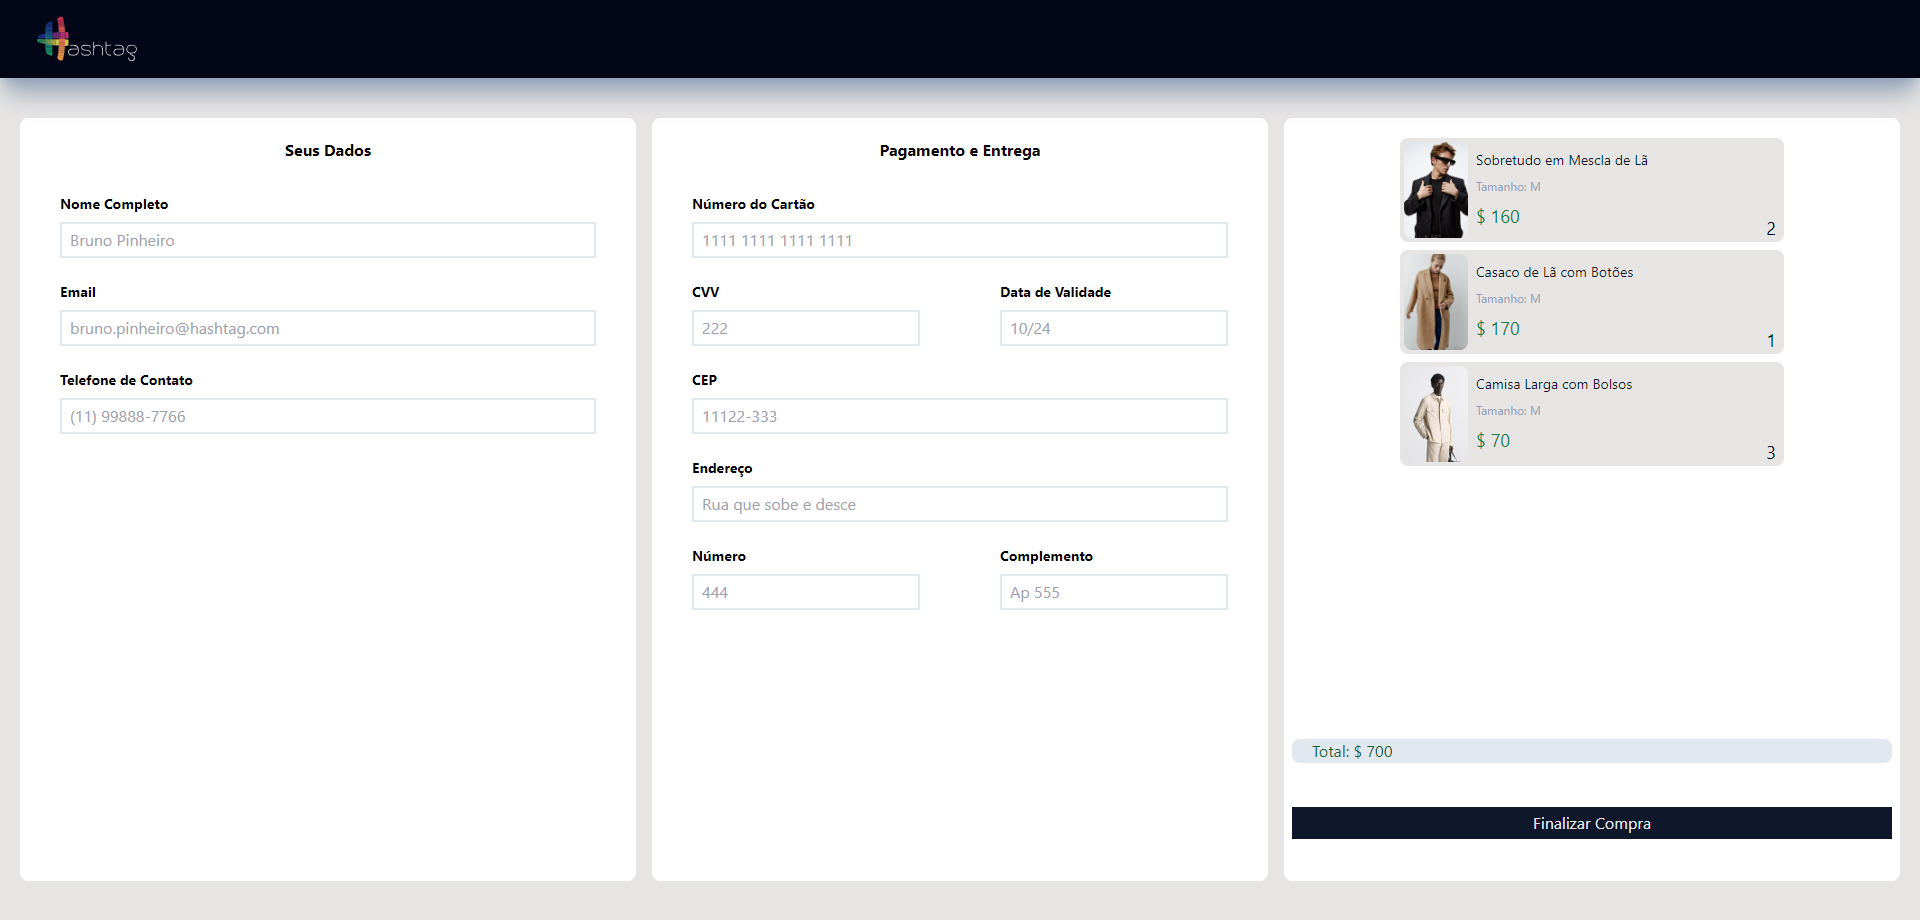 Hashtag
Seus Dados
Nome Completo
Bruno Pinheiro
Email
bruno.pinheiro@hashtag.com
Telefone de Contato
(11) 99888-7766
Pagamento e Entrega
Número do Cartão
1111 1111 1111 1111
CVV
Data de Validade
222
10/24
CEP
11122-333
Endereço
Rua que sobe e desce
Número
Complemento
444
Ap 555
Sobretudo em Mescla de Lã
Tamanho: M
$ 160
2
Casaco de Lã com Botões
Tamanho: M
$ 170
1
Camisa Larga com Bolsos
Tamanho: M
$ 70
3
Total: $ 700
Finalizar Compra